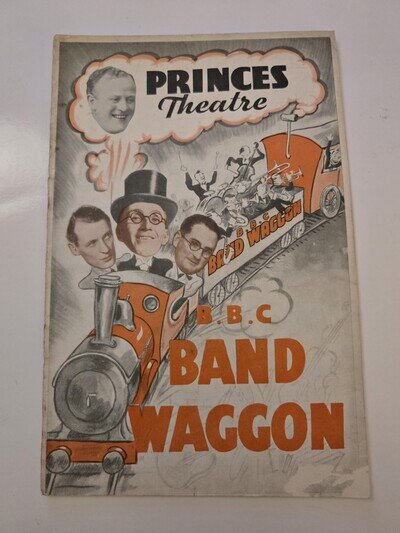 PRINCES
Theatre
B.B.C
BAND WAGGON
B.B.C
BAND
WAGGON